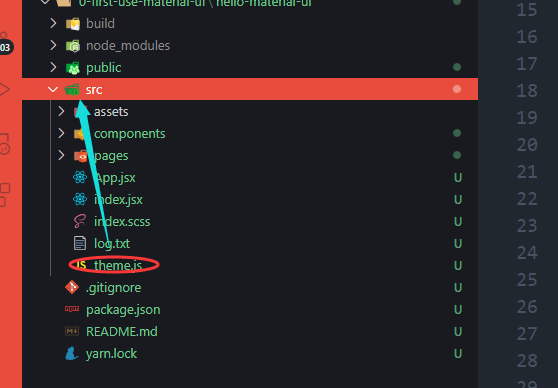 0-first-use-material-ui \ hello-material-ui
build
node_modules
public
src
assets
components
pages
App.jsx
index.jsx
index.scss
log.txt
JS theme.js
.gitignore
package.json
README.md
yarn.lock
03
U
U
U
U
U
U
U
U
U
15
16
17
18
19
20
21
22
23
24
25
26
27
28